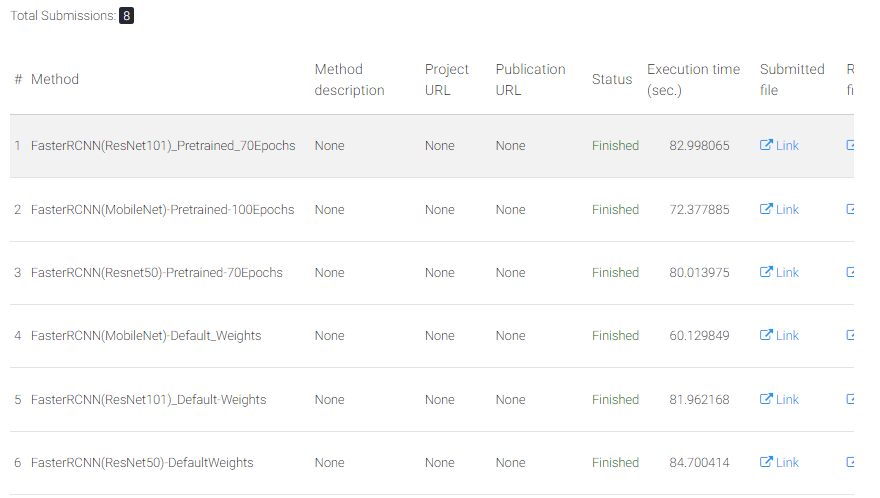 Total Submissions: 8
# Method Method description Project URL Publication URL Status Execution time (sec.) Submitted file
1 FasterRCNN(ResNet101)_Pretrained_70Epochs None None None Finished 82.998065 Link
2 FasterRCNN(MobileNet)-Pretrained-100Epochs None None None Finished 72.377885 Link
3 FasterRCNN(Resnet50)-Pretrained-70Epochs None None None Finished 80.013975 Link
4 FasterRCNN(MobileNet)-Default_Weights None None None Finished 60.129849 Link
5 FasterRCNN(ResNet101)_Default-Weights None None None Finished 81.962168 Link
6 FasterRCNN(ResNet50)-DefaultWeights None None None Finished 84.700414 Link